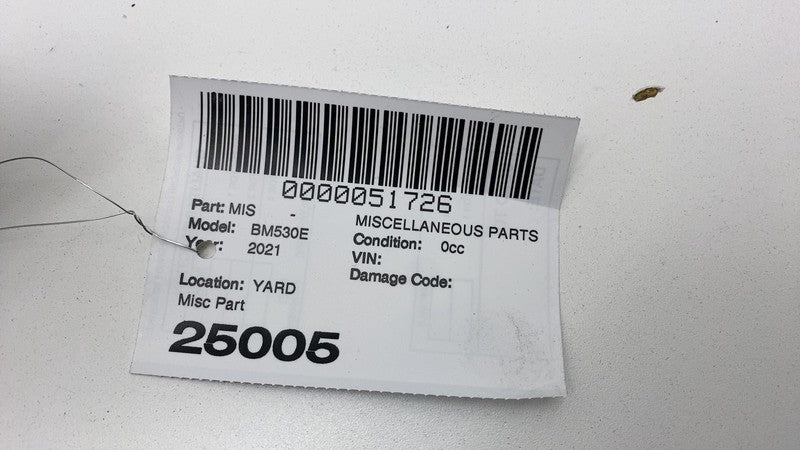 0000051726
Part: MIS - MISCELLANEOUS PARTS
Model: BM530E Condition: 0cc
Year: 2021 VIN:
Damage Code:
Location: YARD
Misc Part
25005